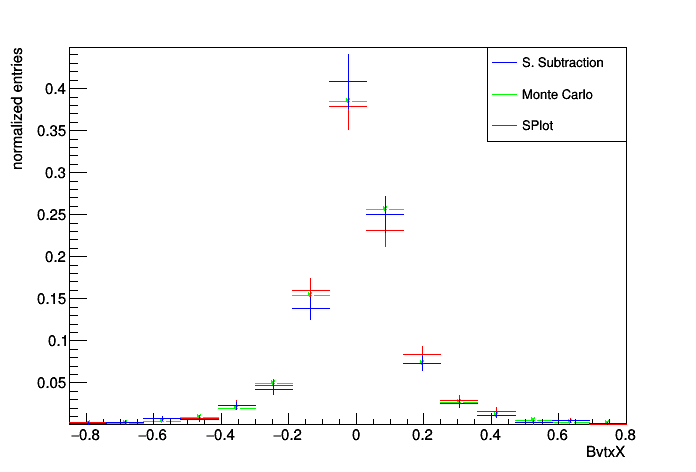 normalized entries
0.4
0.35
0.3
0.25
0.2
0.15
0.1
0.05
−0.8 −0.6 −0.4 −0.2 0 0.2 0.4 0.6 0.8
BvtxX
S. Subtraction
Monte Carlo
SPlot